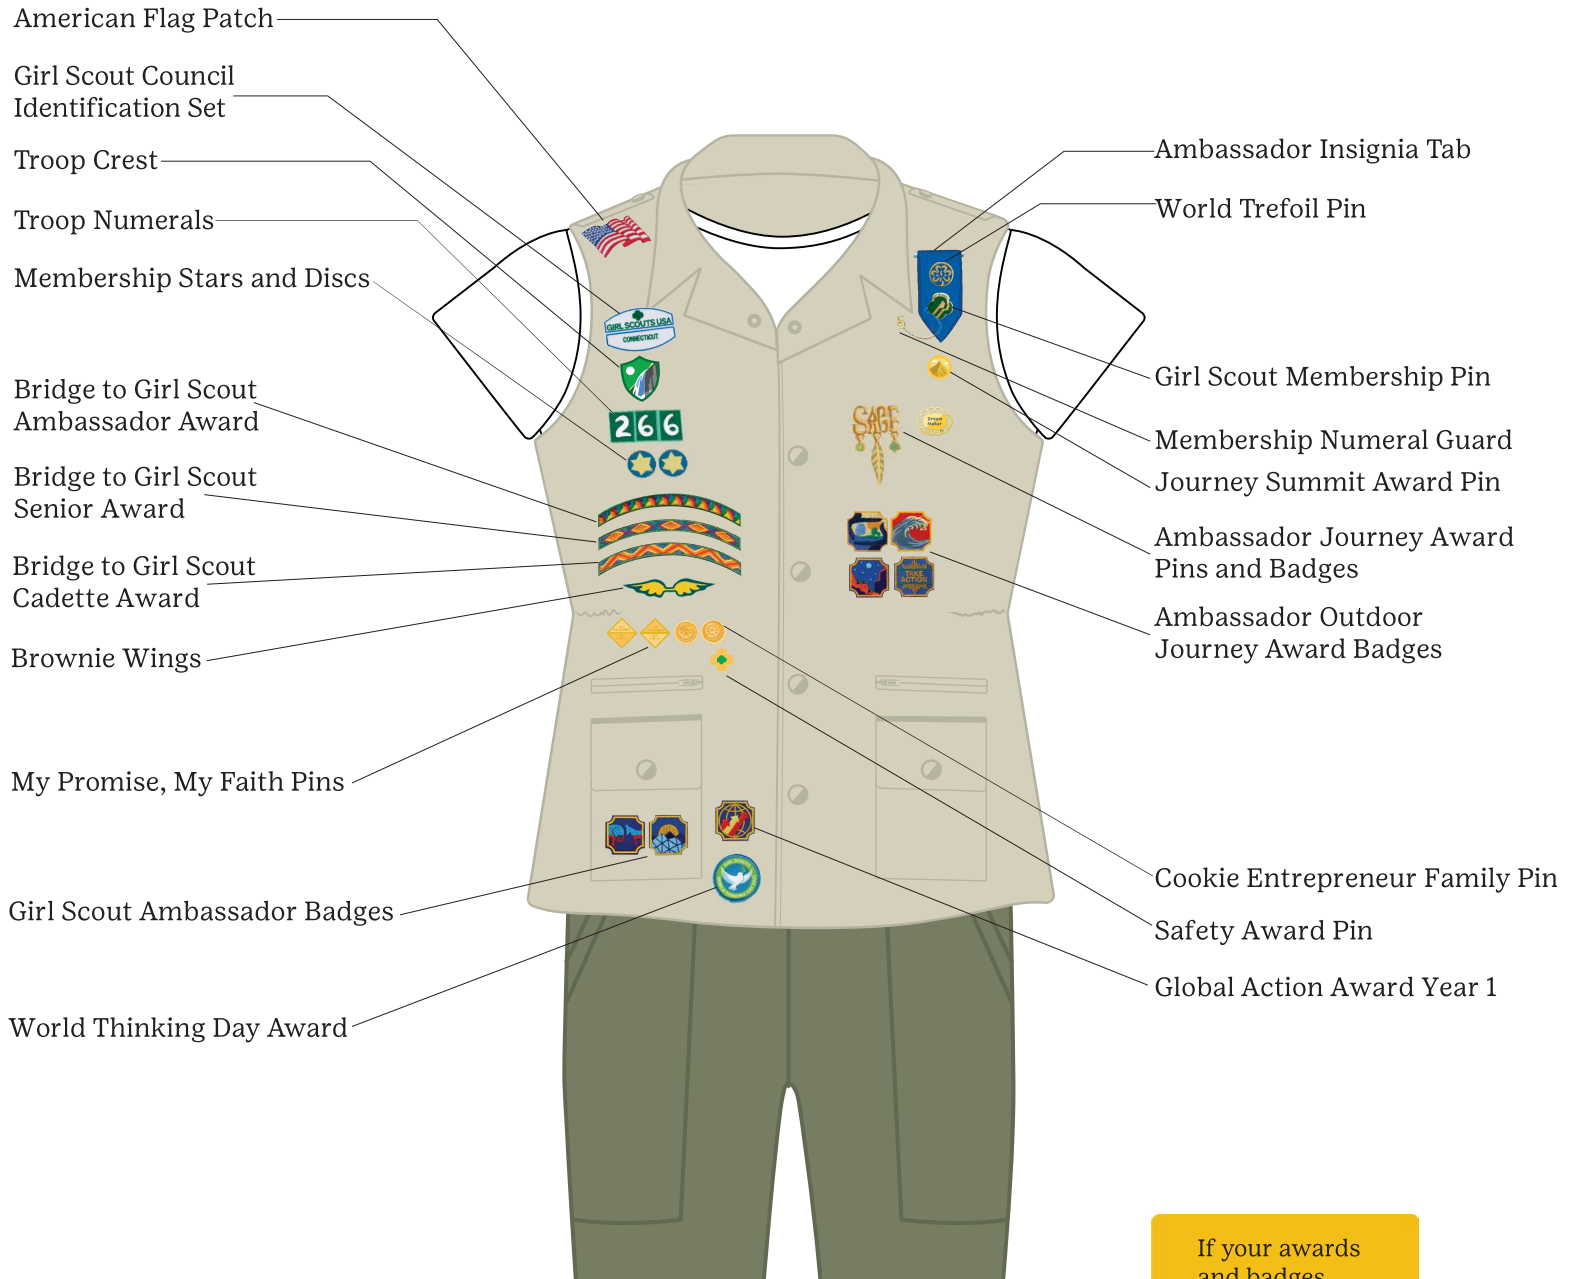 American Flag Patch
Girl Scout Council
Identification Set
Troop Crest
Troop Numerals
Membership Stars and Discs
Bridge to Girl Scout
Ambassador Award
Bridge to Girl Scout
Senior Award
Bridge to Girl Scout
Cadette Award
Brownie Wings
My Promise, My Faith Pins
Girl Scout Ambassador Badges
World Thinking Day Award
GIRL SCOUTS USA
CONNECTICUT
266
SAGE
Dream
Maker
TAKE
ACTION
Ambassador Insignia Tab
World Trefoil Pin
Girl Scout Membership Pin
Membership Numeral Guard
Journey Summit Award Pin
Ambassador Journey Award
Pins and Badges
Ambassador Outdoor
Journey Award Badges
Cookie Entrepreneur Family Pin
Safety Award Pin
Global Action Award Year 1
If your awards
and badges